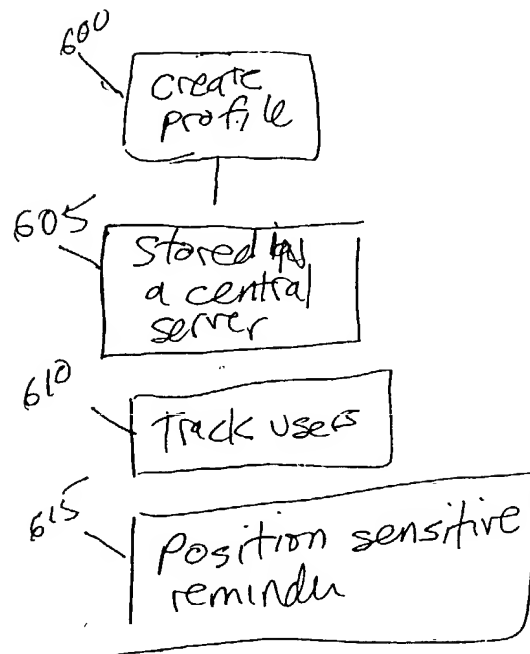 600
create
profile
605
Stored
a central
server
610
Track users
615
Position sensitive
reminder